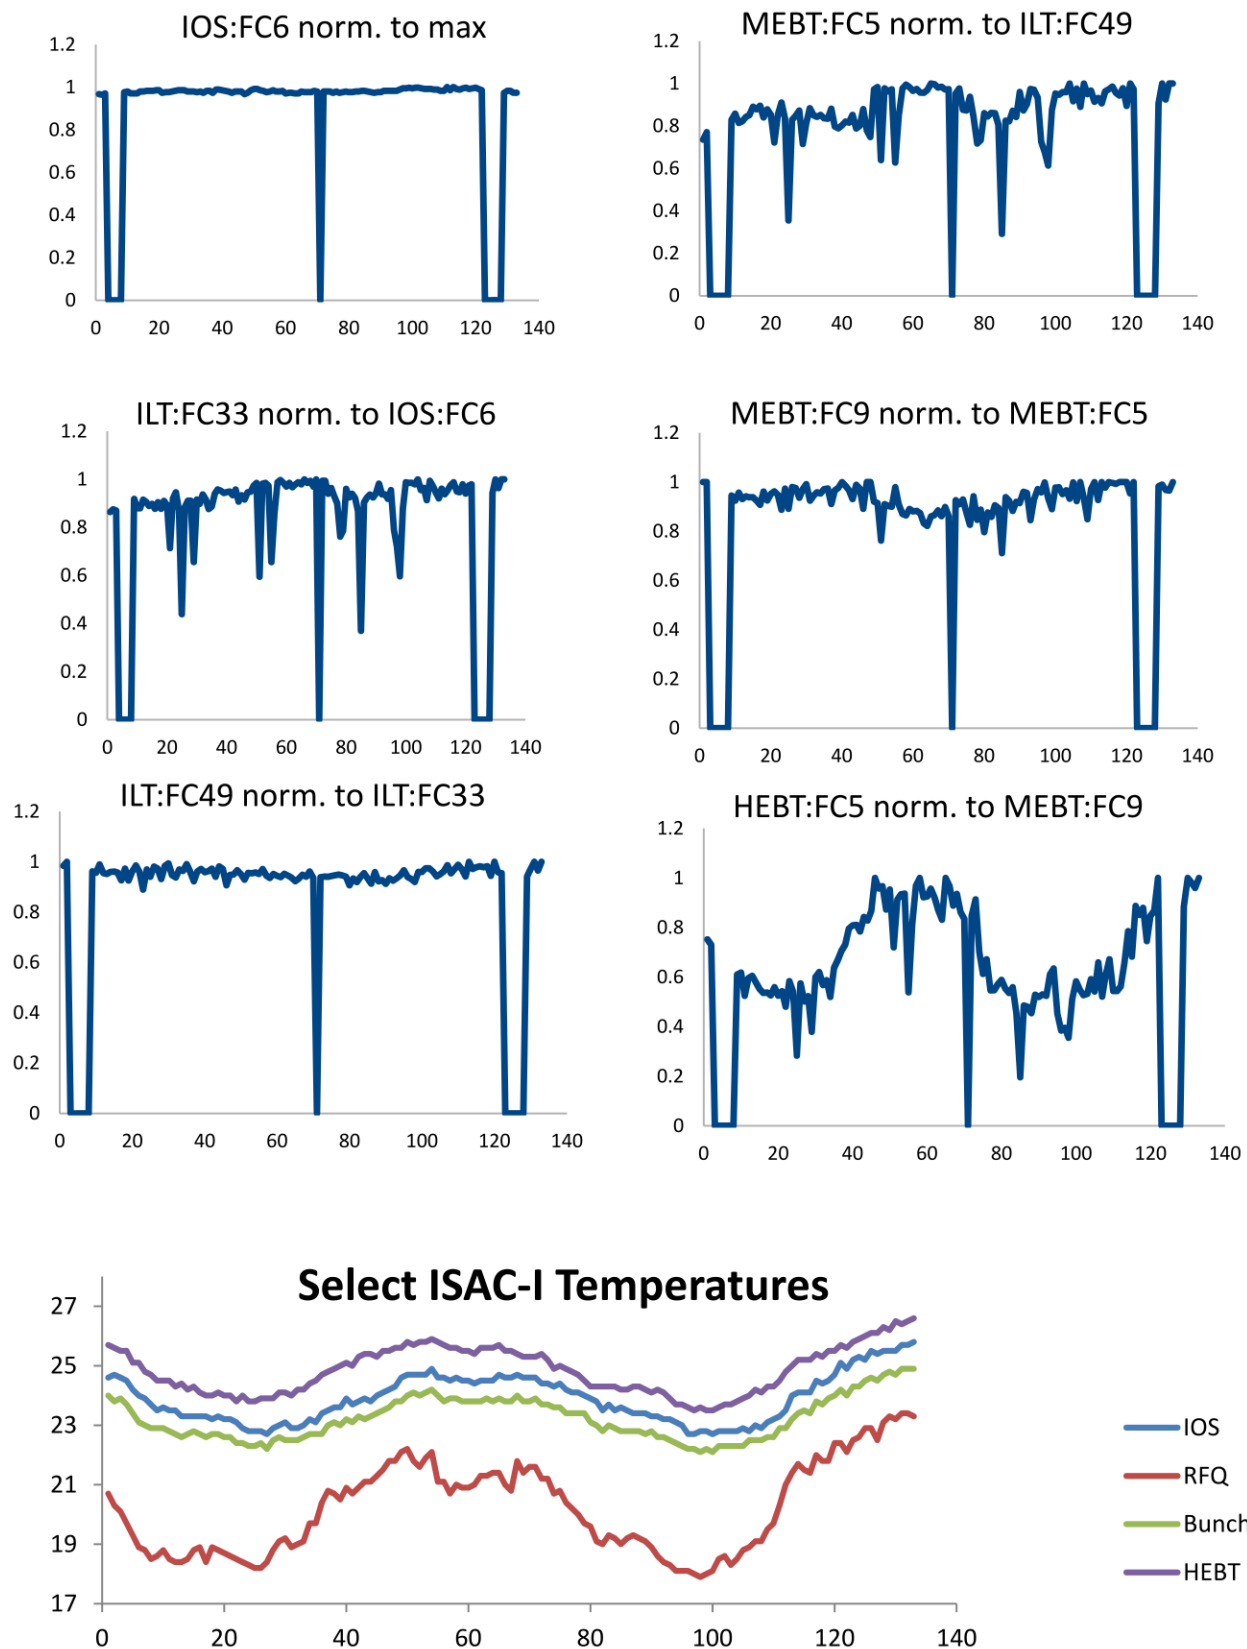 IOS:FC6 norm. to max
1.2
1
0.8
0.6
0.4
0.2
0
0 20 40 60 80 100 120 140
MEBT:FC5 norm. to ILT:FC49
1.2
1
0.8
0.6
0.4
0.2
0
0 20 40 60 80 100 120 140
ILT:FC33 norm. to IOS:FC6
1.2
1
0.8
0.6
0.4
0.2
0
0 20 40 60 80 100 120 140
MEBT:FC9 norm. to MEBT:FC5
1.2
1
0.8
0.6
0.4
0.2
0
0 20 40 60 80 100 120 140
ILT:FC49 norm. to ILT:FC33
1.2
1
0.8
0.6
0.4
0.2
0
0 20 40 60 80 100 120 140
HEBT:FC5 norm. to MEBT:FC9
1.2
1
0.8
0.6
0.4
0.2
0
0 20 40 60 80 100 120 140
Select ISAC-I Temperatures
27
25
23
21
19
17
0 20 40 60 80 100 120 140
IOS
RFQ
Bunch
HEBT